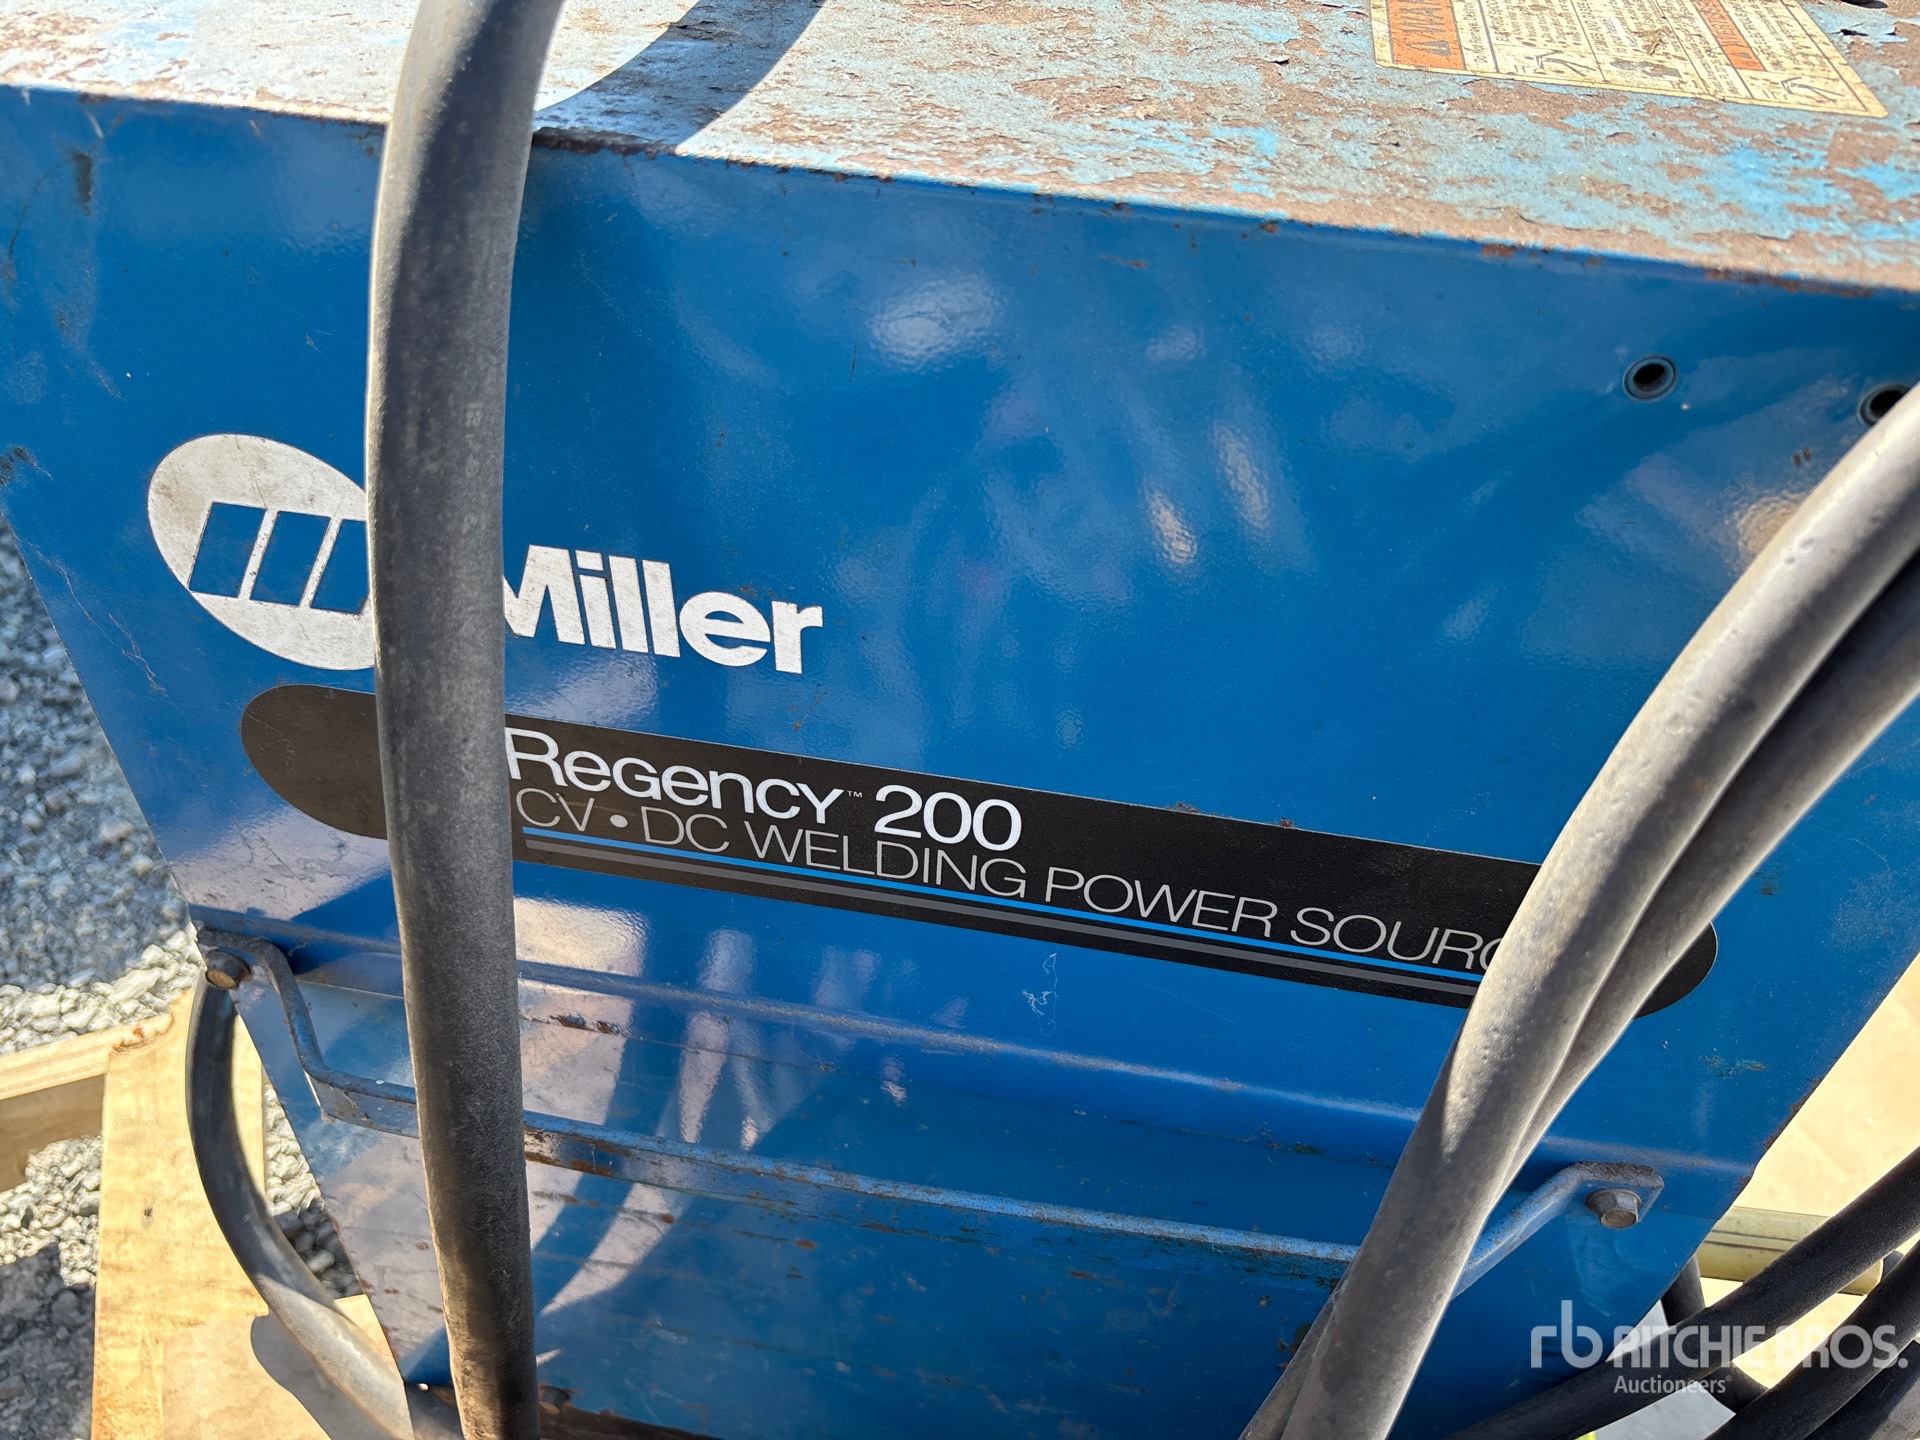 Miller
Regency™ 200
CV • DC WELDING POWER SOURC
rb RITCHIE BROS.
Auctioneers